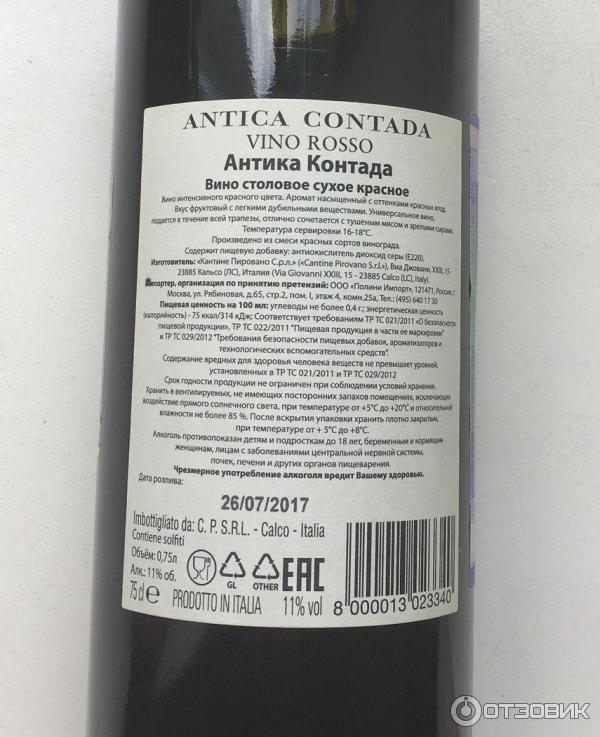 ANTICA CONTADA
VINO ROSSO
Антика Контада
Вино столовое сухое красное
Вино интенсивного красного цвета. Аромат насыщенный с оттенками красных ягод.
Вкус фруктовый с легкими дубильными веществами. Универсальное вино,
подается в течение всей трапезы, отлично сочетается с тушеным мясом и зрелыми сырами.
Температура сервировки 16-18°C.
Произведено из смеси красных сортов винограда.
Содержит пищевую добавку: антиокислитель диоксид серы (E220).
Изготовитель: «Кантине Пировано С.р.л.» («Cantine Pirovano S.r.l.»), Виа Джовани, XXIII, 15 -
23885 Кальсо (ЛС), Италия (Via Giovanni XXIII, 15 - 23885 Calco (LC), Italy).
Импортер, организация по принятию претензий: ООО «Полини Импорт», 121471, Россия, г.
Москва, ул. Рябиновая, д.65, стр.2, пом. I, этаж 4, комн.25а, Тел.: (495) 640 17 30
Пищевая ценность на 100 мл: углеводы не более 0,4 г.; энергетическая ценность
(калорийность) - 75 ккал/314 кДж; Соответствует требованиям ТР ТС 021/2011 «О безопасности
пищевой продукции», ТР ТС 022/2011 "Пищевая продукция в части ее маркировки"
и ТР ТС 029/2012 "Требования безопасности пищевых добавок, ароматизаторов и
технологических вспомогательных средств".
Содержание вредных для здоровья человека веществ не превышает уровней,
установленных в ТР ТС 021/2011 и ТР ТС 029/2012
Срок годности продукции не ограничен при соблюдении условий хранения.
Хранить в вентилируемых, не имеющих посторонних запахов помещениях, исключающих
воздействие прямого солнечного света, при температуре от +5°C до +20°C и относительной
влажности не более 85 %. После вскрытия упаковки хранить плотно закрытым,
при температуре от + 5°C до +8°C.
Алкоголь противопоказан детям и подросткам до 18 лет, беременным и кормящим
женщинам, лицам с заболеваниями центральной нервной системы,
почек, печени и других органов пищеварения.
Чрезмерное употребление алкоголя вредит Вашему здоровью.
Дата розлива:
26/07/2017
Imbottigliato da: C. P. S.R.L. - Calco - Italia
Contiene solfiti
Объём: 0,75л
Алк.: 11% об.
GL
OTHER
EAC
75 cl e PRODOTTO IN ITALIA 11% vol
8 000013 023340
ОТЗОВИК